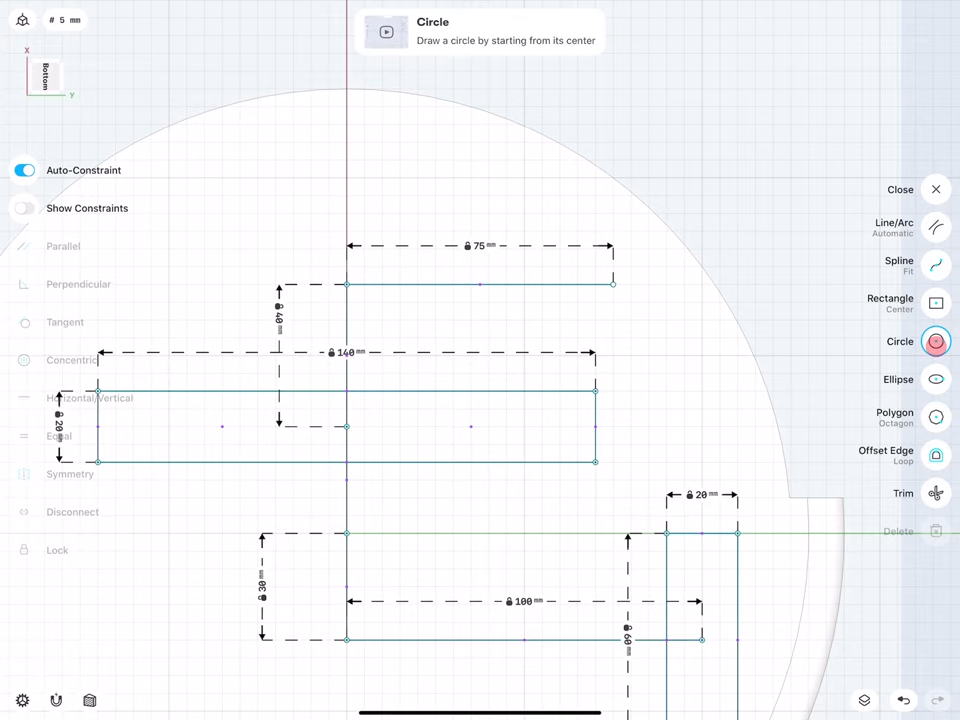 # 5 mm
Circle
Draw a circle by starting from its center
X
Bottom
Y
Auto-Constraint
Show Constraints
Parallel
Perpendicular
Tangent
Concentric
Horizontal/Vertical
Equal
Symmetry
Disconnect
Lock
75 mm
40 mm
140 mm
20 mm
20 mm
30 mm
100 mm
60 mm
Close
Line/Arc
Automatic
Spline
Fit
Rectangle
Center
Circle
Ellipse
Polygon
Octagon
Offset Edge
Loop
Trim
Delete